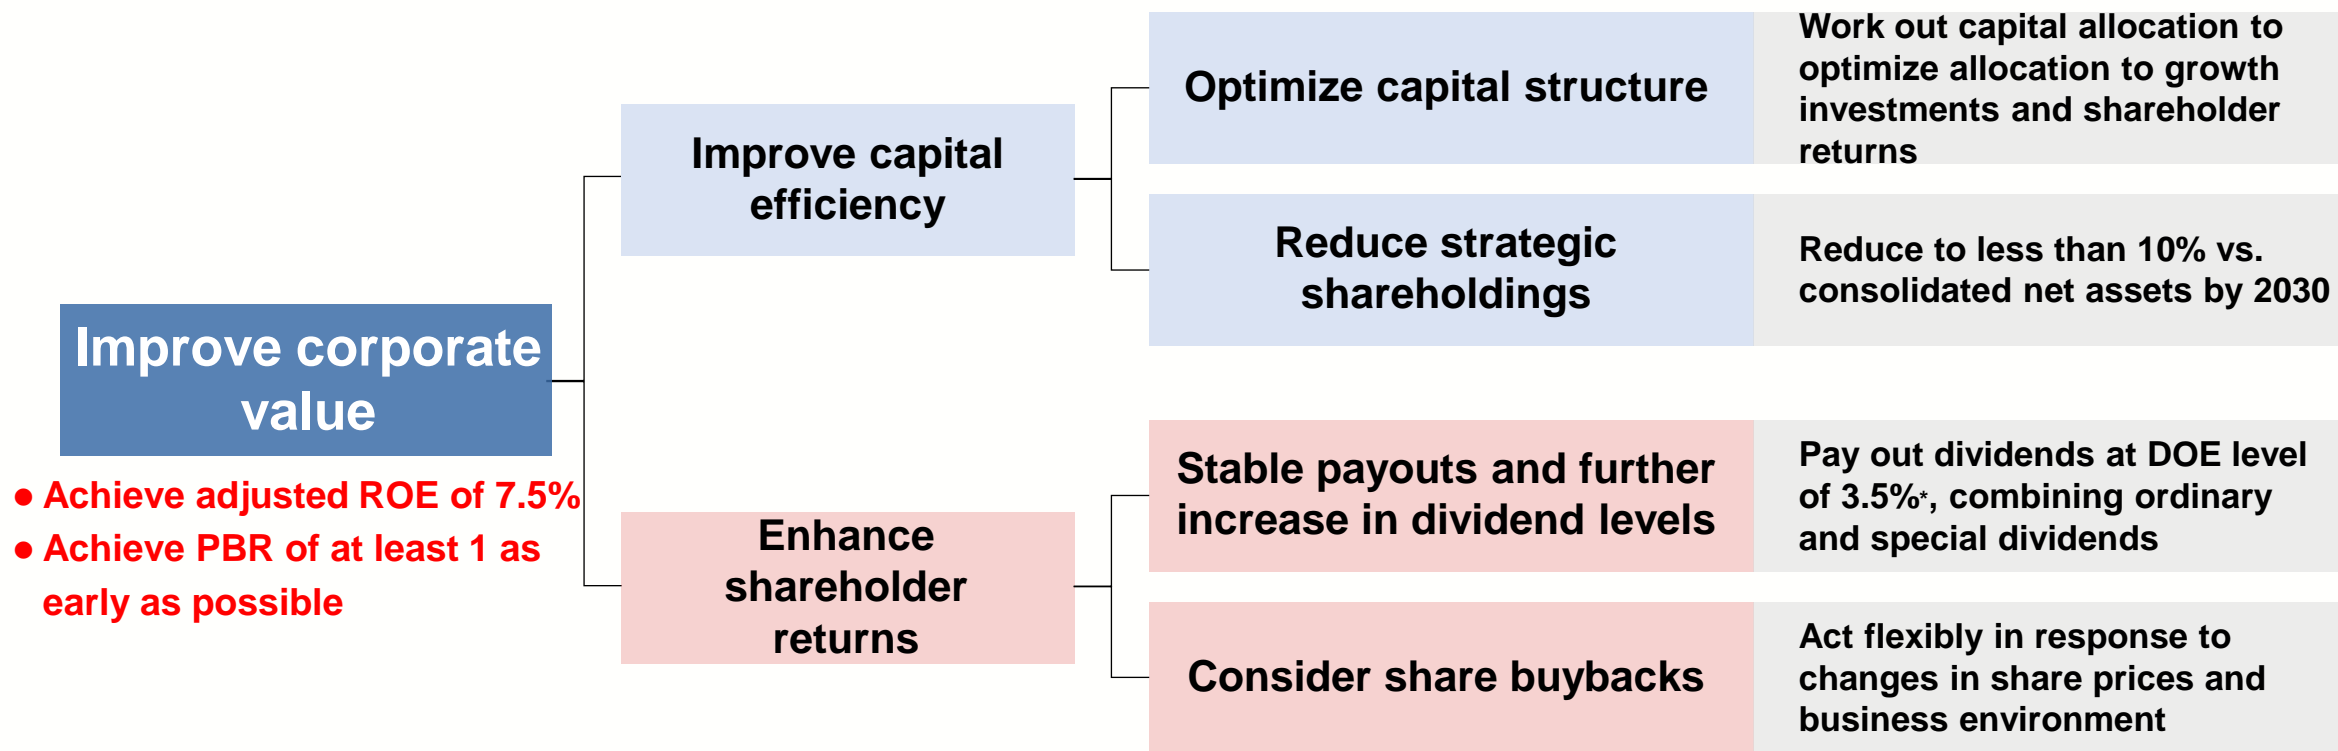 Improve corporate
value
● Achieve adjusted ROE of 7.5%
● Achieve PBR of at least 1 as
early as possible
Improve capital
efficiency
Optimize capital structure
Work out capital allocation to
optimize allocation to growth
investments and shareholder
returns
Reduce strategic
shareholdings
Reduce to less than 10% vs.
consolidated net assets by 2030
Enhance
shareholder
returns
Stable payouts and further
increase in dividend levels
Pay out dividends at DOE level
of 3.5%*, combining ordinary
and special dividends
Consider share buybacks
Act flexibly in response to
changes in share prices and
business environment